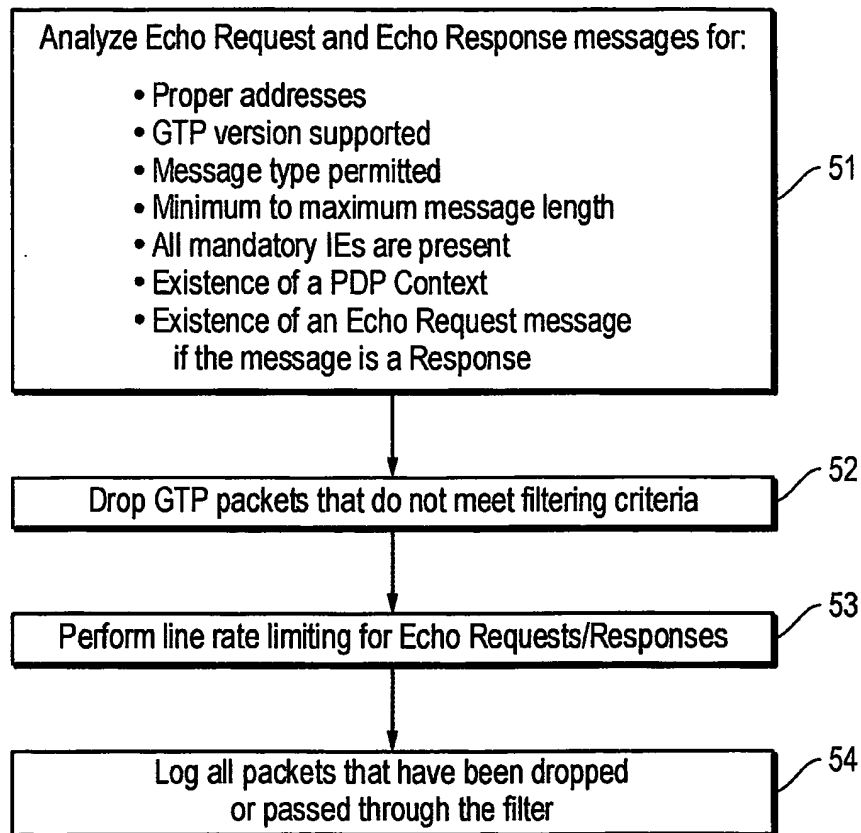 Analyze Echo Request and Echo Response messages for:
• Proper addresses
• GTP version supported
• Message type permitted
• Minimum to maximum message length
• All mandatory IEs are present
• Existence of a PDP Context
• Existence of an Echo Request message
if the message is a Response
51
Drop GTP packets that do not meet filtering criteria
52
Perform line rate limiting for Echo Requests/Responses
53
Log all packets that have been dropped
or passed through the filter
54